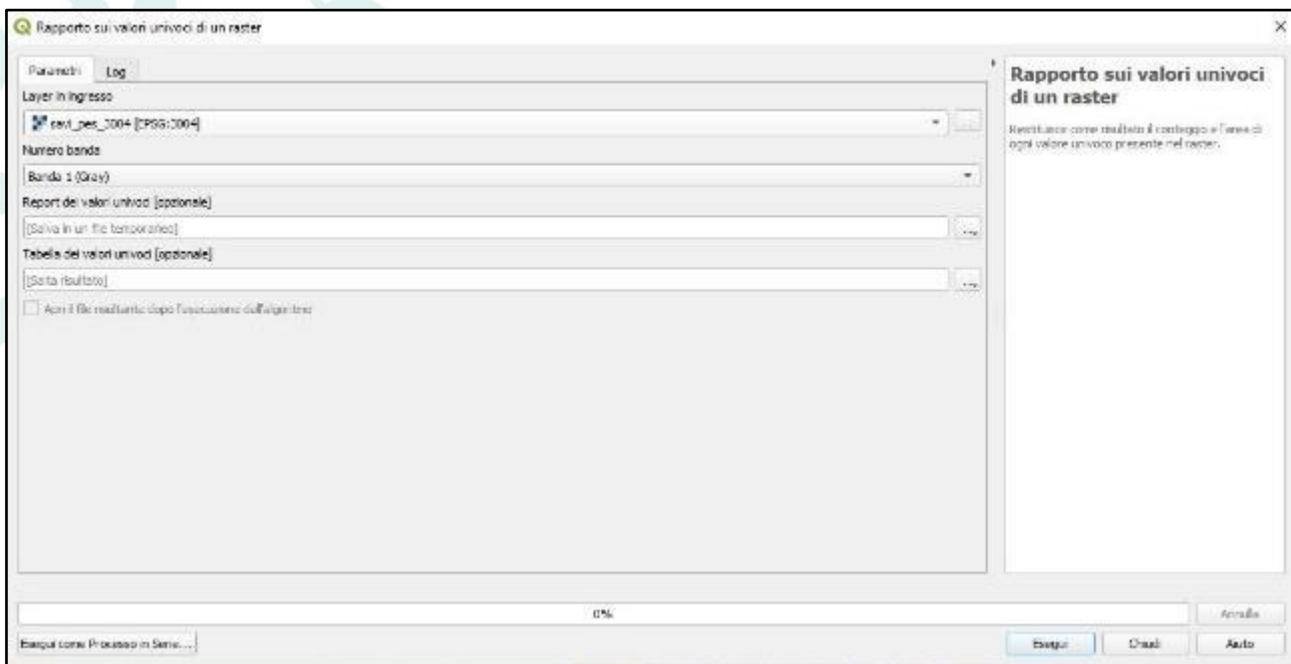 Rapporto sui valori univoci di un raster
Parametri
Log
Layer in ingresso
savi_pes_3004 [EPSG:3004]
Numero banda
Banda 1 (Gray)
Report dei valori univoci [opzionale]
[Salva in un file temporaneo]
Tabella dei valori univoci [opzionale]
[Salta risultato]
Apri il file risultante dopo l'esecuzione dell'algoritmo
Rapporto sui valori univoci
di un raster
Restituisce come risultato il conteggio e l'area di
ogni valore univoco presente nel raster.
0%
Annulla
Esegui come Processo in Serie...
Esegui
Chiudi
Aiuto